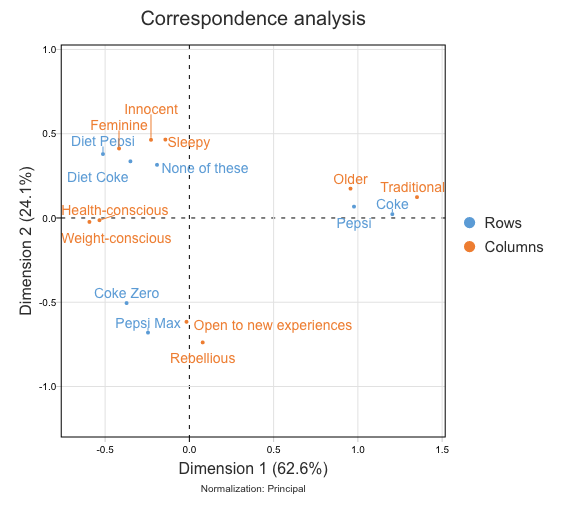 Correspondence analysis
1.0
Innocent
Feminine
0.5
Diet Pepsi
Sleepy
None of these
Diet Coke
Older
Traditional
Health-conscious
Coke
0.0
Pepsi
Weight-conscious
Rows
Columns
Dimension 2 (24.1%)
Coke Zero
-0.5
Pepsi Max
Open to new experiences
Rebellious
-1.0
-0.5
0.0
0.5
1.0
1.5
Dimension 1 (62.6%)
Normalization: Principal